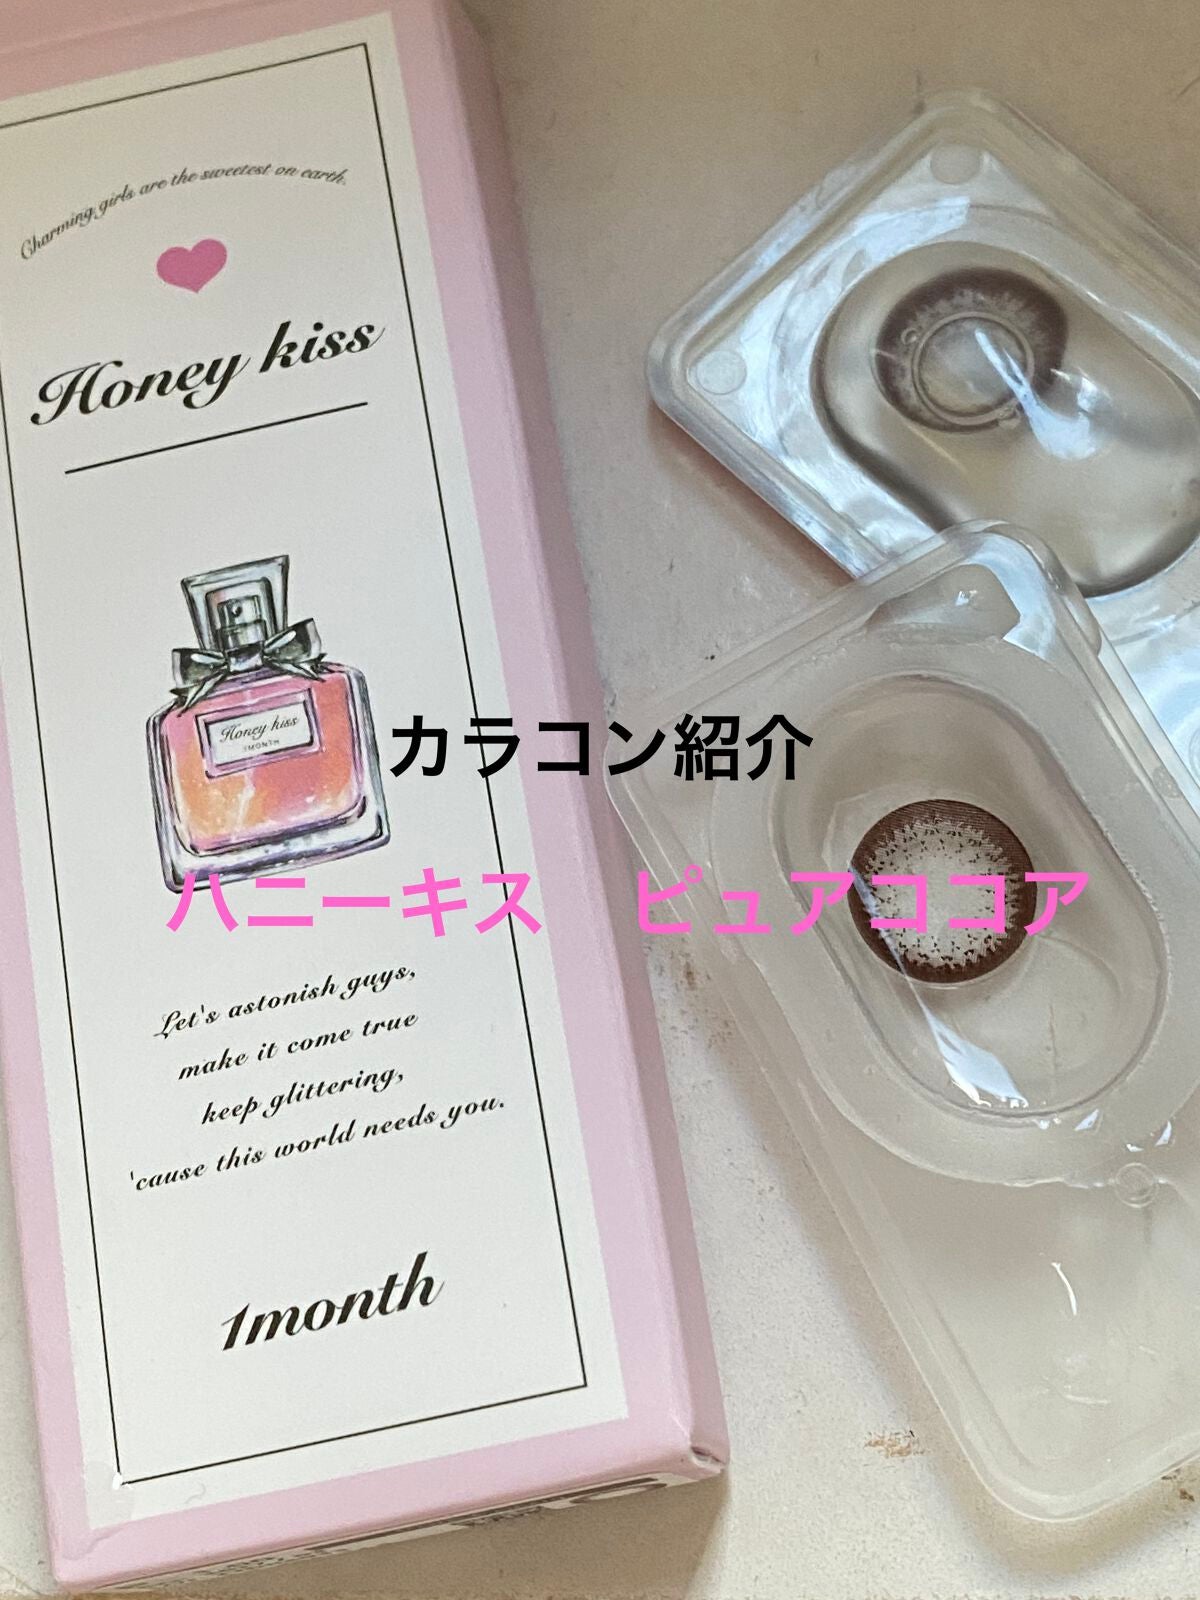 Charming girls are the sweetest on earth.
Honey kiss
Honey kiss
1MONTH
カラコン紹介
ハニーキス　ピュアココア
Let's astonish guys,
make it come true
keep glittering,
'cause this world needs you.
1month